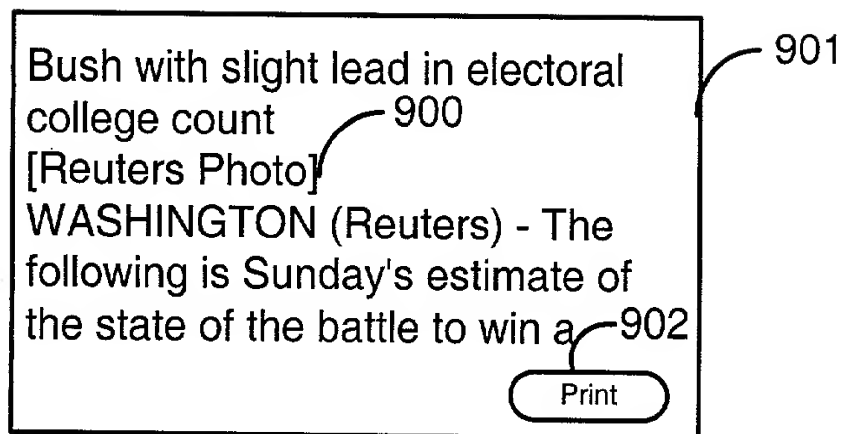 Bush with slight lead in electoral
901
college count
900
[Reuters Photo]
WASHINGTON (Reuters) - The
following is Sunday's estimate of
the state of the battle to win a
902
Print